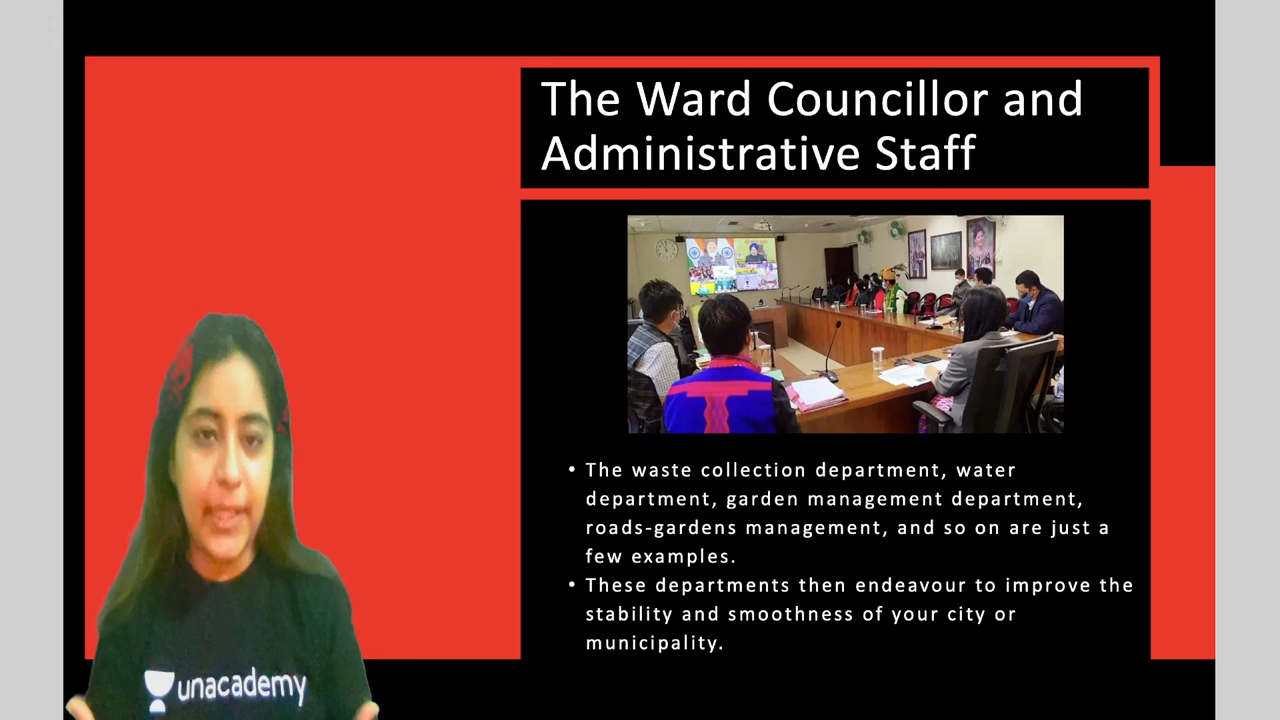 The Ward Councillor and
Administrative Staff
• The waste collection department, water
department, garden management department,
roads-gardens management, and so on are just a
few examples.
• These departments then endeavour to improve the
stability and smoothness of your city or
municipality.
unacademy